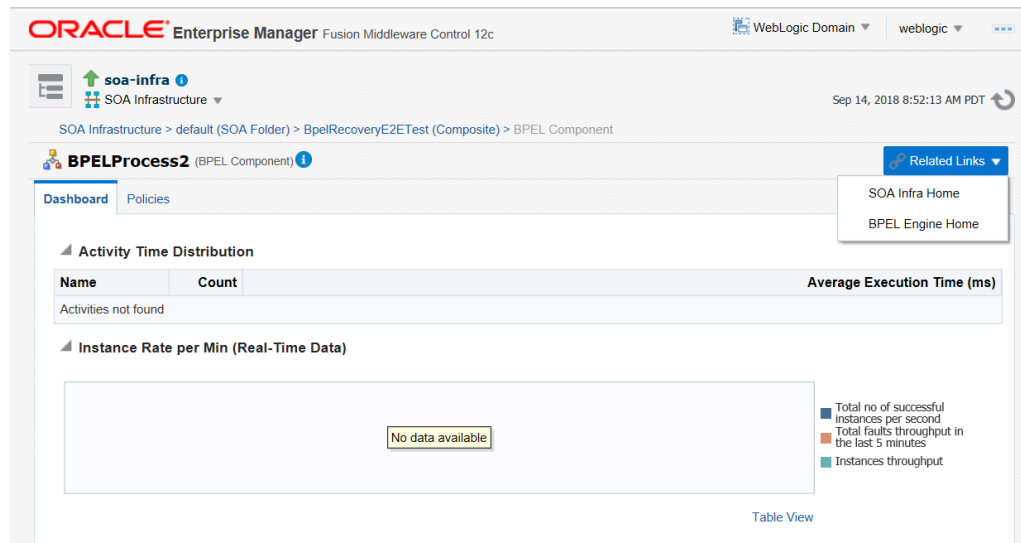 ORACLE Enterprise Manager Fusion Middleware Control 12c
WebLogic Domain
weblogic
soa-infra
SOA Infrastructure
Sep 14, 2018 8:52:13 AM PDT
SOA Infrastructure > default (SOA Folder) > BpelRecoveryE2ETest (Composite) > BPEL Component
BPELProcess2 (BPEL Component)
Related Links
SOA Infra Home
BPEL Engine Home
Dashboard
Policies
Activity Time Distribution
Name Count Average Execution Time (ms)
Activities not found
Instance Rate per Min (Real-Time Data)
No data available
Total no of successful
instances per second
Total faults throughput in
the last 5 minutes
Instances throughput
Table View